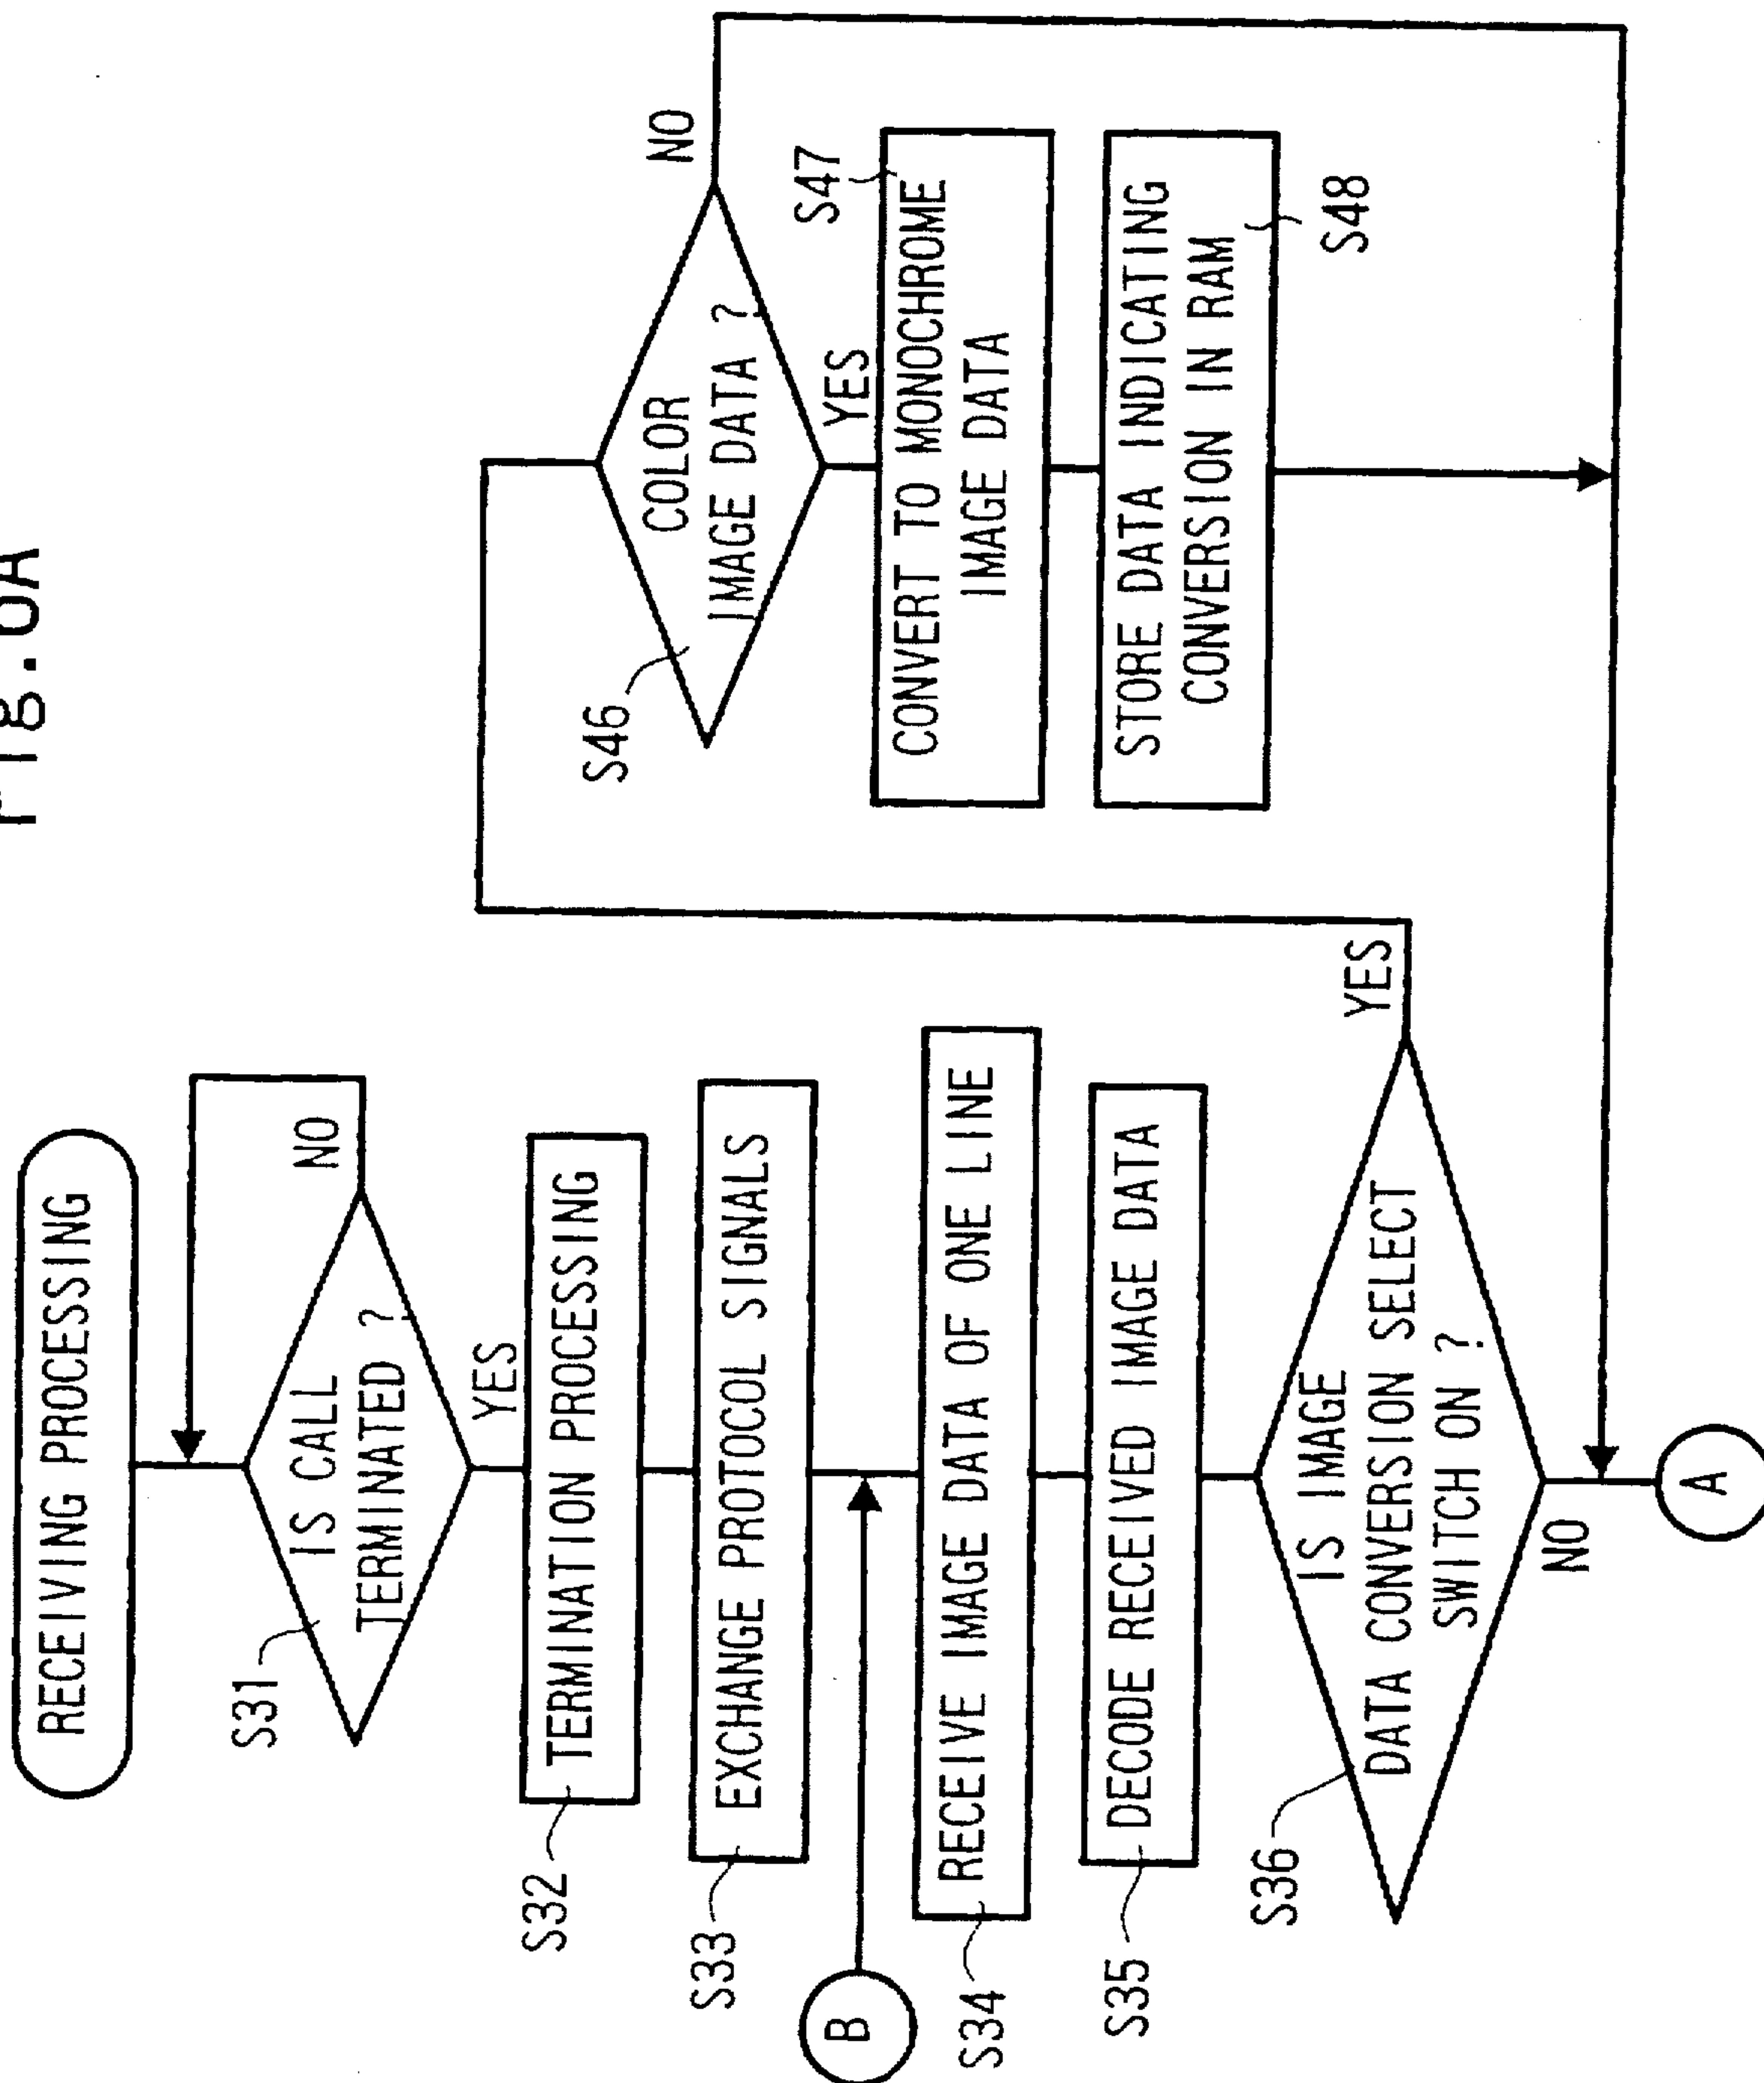 RECEIVING PROCESSING
S31
IS CALL
TERMINATED ?
NO
YES
S32
TERMINATION PROCESSING
S33
EXCHANGE PROTOCOL SIGNALS
B
S34
RECEIVE IMAGE DATA OF ONE LINE
S35
DECODE RECEIVED IMAGE DATA
S36
IS IMAGE
DATA CONVERSION SELECT
SWITCH ON ?
YES
NO
A
S46
COLOR
IMAGE DATA ?
NO
YES
S47
CONVERT TO MONOCHROME
IMAGE DATA
S48
STORE DATA INDICATING
CONVERSION IN RAM